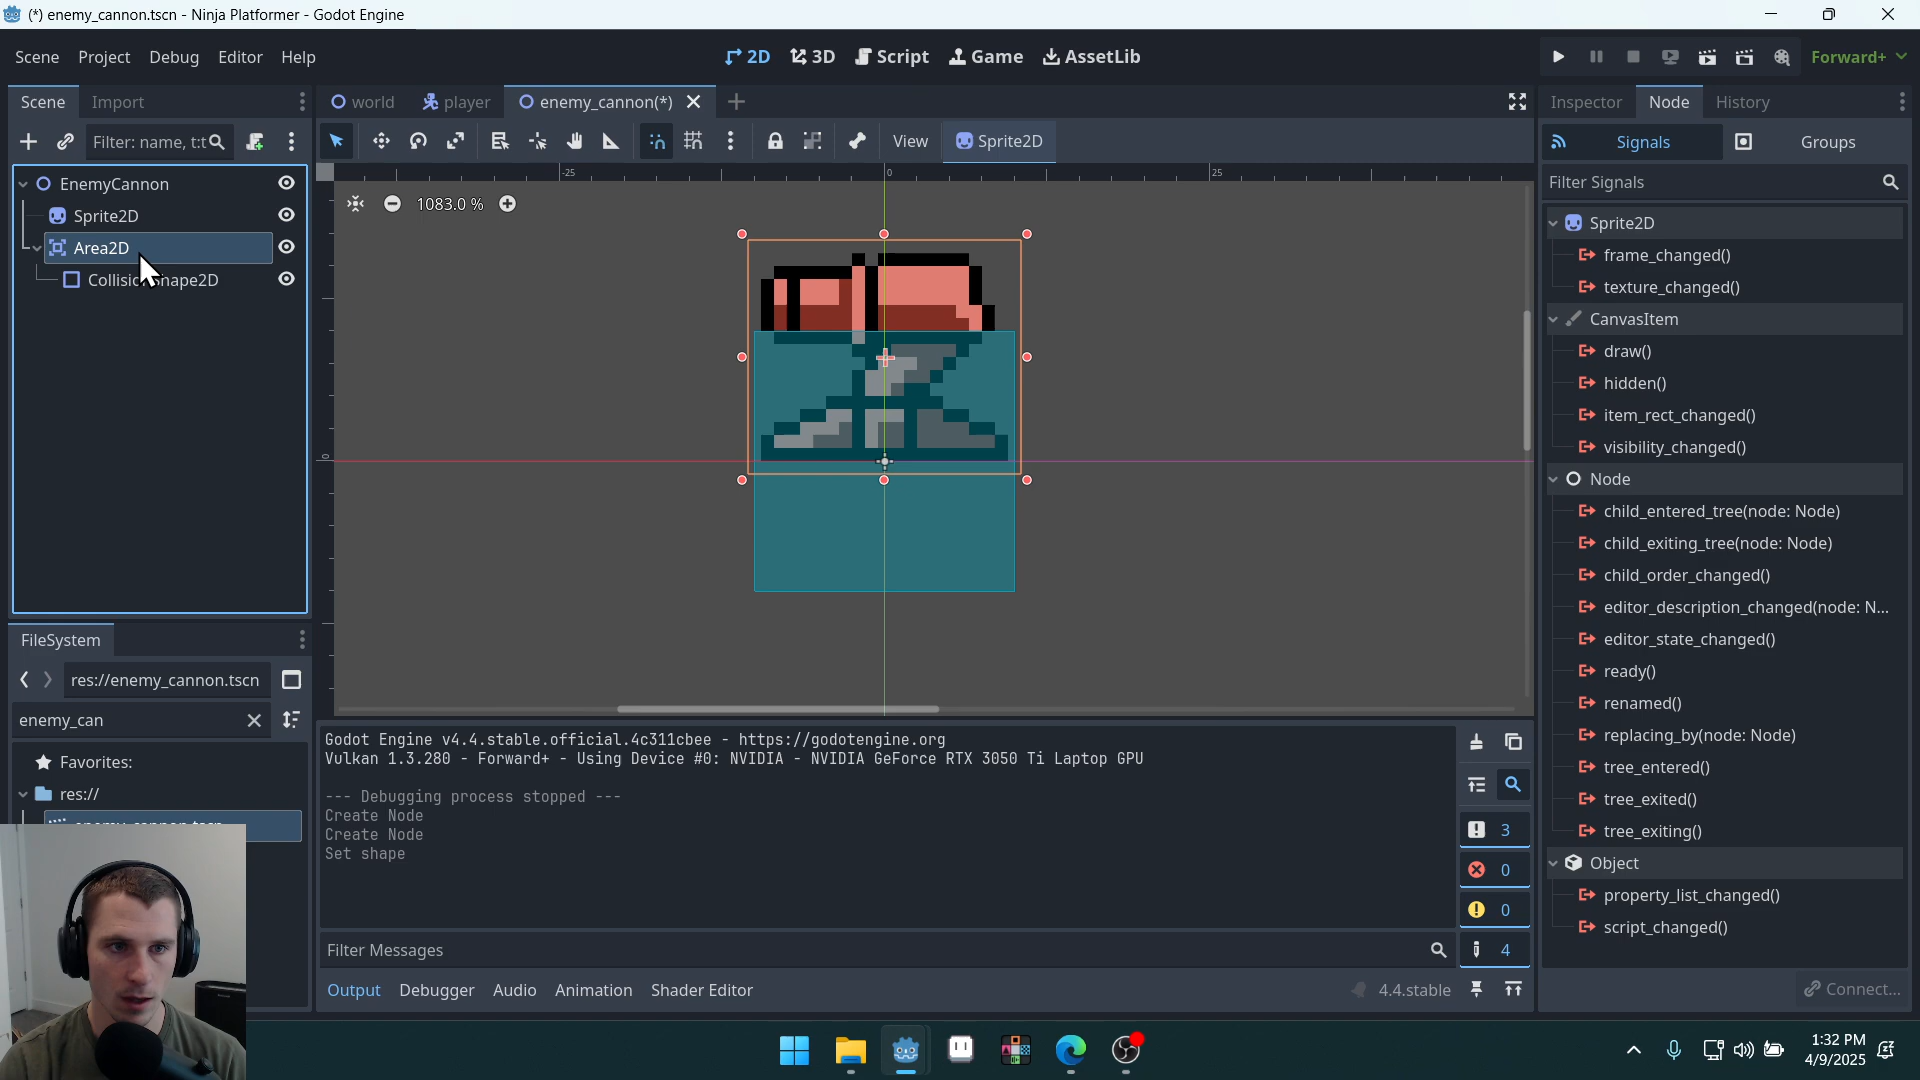 (*) enemy_cannon.tscn - Ninja Platformer - Godot Engine
Scene Project Debug Editor Help
2D 3D Script Game AssetLib
Forward+
Scene Import
world player enemy_cannon(*)
Inspector Node History
Filter: name, t:t
View Sprite2D
Signals Groups
Filter Signals
EnemyCannon
Sprite2D
Area2D
1083.0 %
-25 0 25
0
Sprite2D
frame_changed()
texture_changed()
CanvasItem
draw()
hidden()
item_rect_changed()
visibility_changed()
Node
child_entered_tree(node: Node)
child_exiting_tree(node: Node)
child_order_changed()
editor_description_changed(node: N...
editor_state_changed()
ready()
renamed()
replacing_by(node: Node)
tree_entered()
tree_exited()
tree_exiting()
Object
property_list_changed()
script_changed()
Connect...
FileSystem
res://enemy_cannon.tscn
enemy_can
Favorites:
res://
Godot Engine v4.4.stable.official.4c311cbee - https://godotengine.org
Vulkan 1.3.280 - Forward+ - Using Device #0: NVIDIA - NVIDIA GeForce RTX 3050 Ti Laptop GPU
--- Debugging process stopped ---
Create Node
Create Node
Set shape
3
0
0
4
Filter Messages
Output Debugger Audio Animation Shader Editor
4.4.stable
1:32 PM
4/9/2025